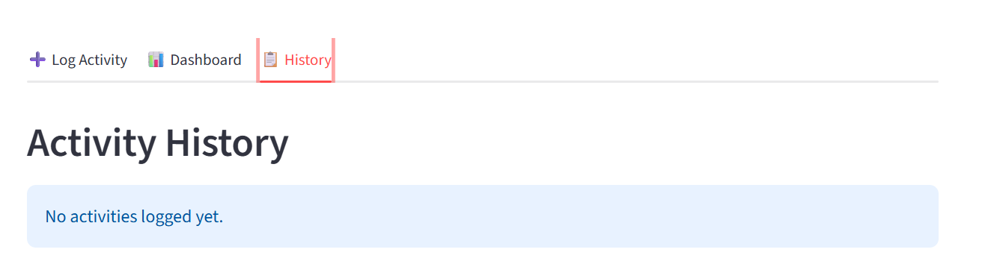 Log Activity Dashboard History
Activity History
No activities logged yet.